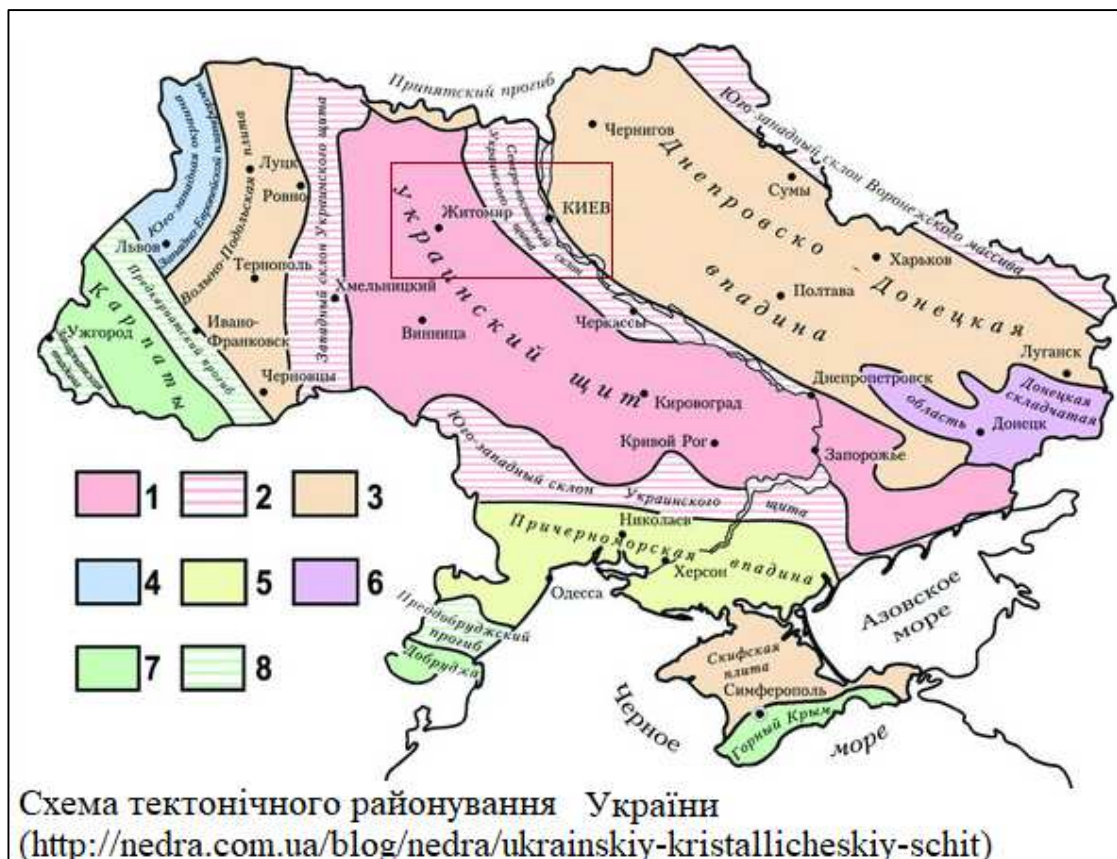 Припятский прогиб
Юго-западный склон Воронежского массива
Чернигов
Сумы
Днепровско - Донецкая
впадина
Северо-восточный склон
Украинского щита
КИЕВ
Юго-западная окраина
Западно-Европейской платформы
Волыно-Подольская плита
Луцк
Ровно
Западный склон Украинского щита
Житомир
Украинский щит
Львов
Харьков
Полтава
Тернополь
Хмельницкий
Предкарпатский прогиб
Карпаты
Ужгород
Закарпатская
впадина
Ивано-
Франковск
Винница
Черкассы
Луганск
Черновцы
Днепропетровск
Донецкая
складчатая
область
Донецк
Кировоград
Кривой Рог
Запорожье
Юго-западный склон Украинского щита
1 2 3
4 5 6
7 8
Николаев
Причерноморская впадина
Херсон
Одесса
Азовское
море
Преддобруджский
прогиб
Добруджа
Скифская
плита
Симферополь
Горный Крым
Черное
море
Схема тектонічного районування України
(http://nedra.com.ua/blog/nedra/ukrainskiy-kristallicheskiy-schit)